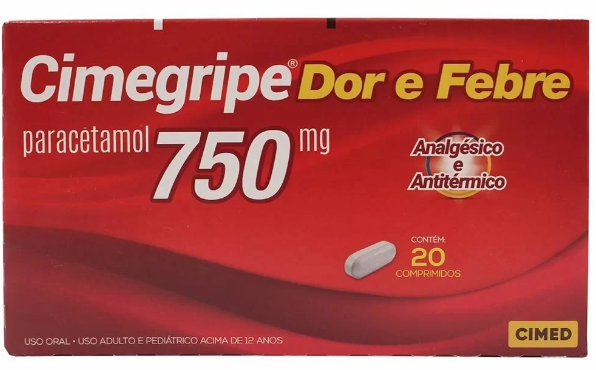 Cimegripe® Dor e Febre
paracetamol 750 mg
Analgésico
e
Antitérmico
CONTÉM:
20
COMPRIMIDOS
USO ORAL • USO ADULTO E PEDIÁTRICO ACIMA DE 12 ANOS
CIMED